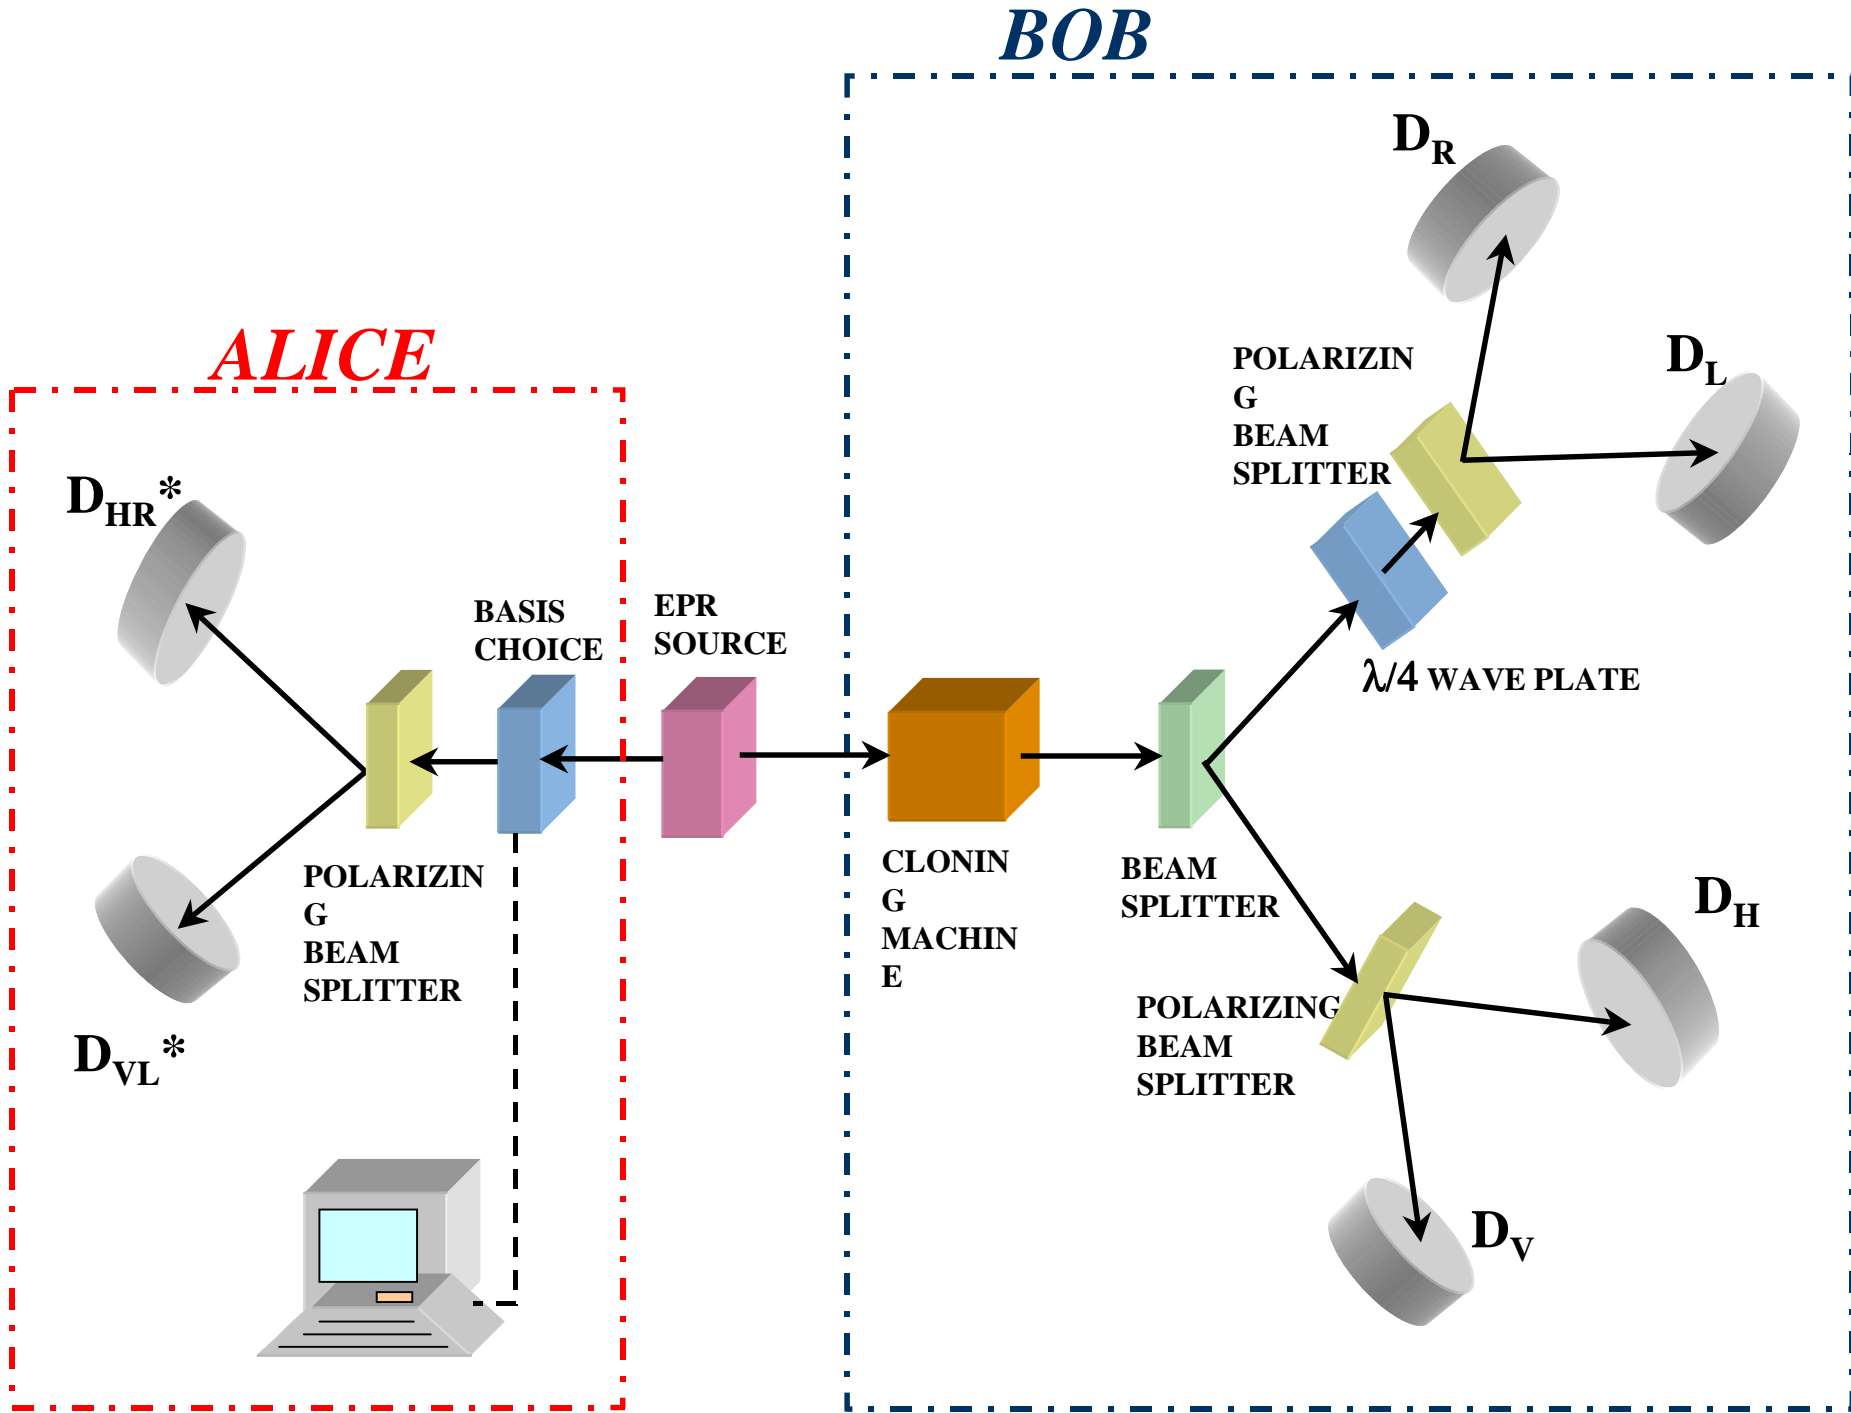 BOB
D_R
POLARIZIN
G
BEAM
SPLITTER
D_L
ALICE
D_HR*
BASIS
CHOICE
EPR
SOURCE
λ/4 WAVE PLATE
POLARIZIN
G
BEAM
SPLITTER
CLONIN
G
MACHIN
E
BEAM
SPLITTER
D_H
POLARIZING
BEAM
SPLITTER
D_VL*
D_V